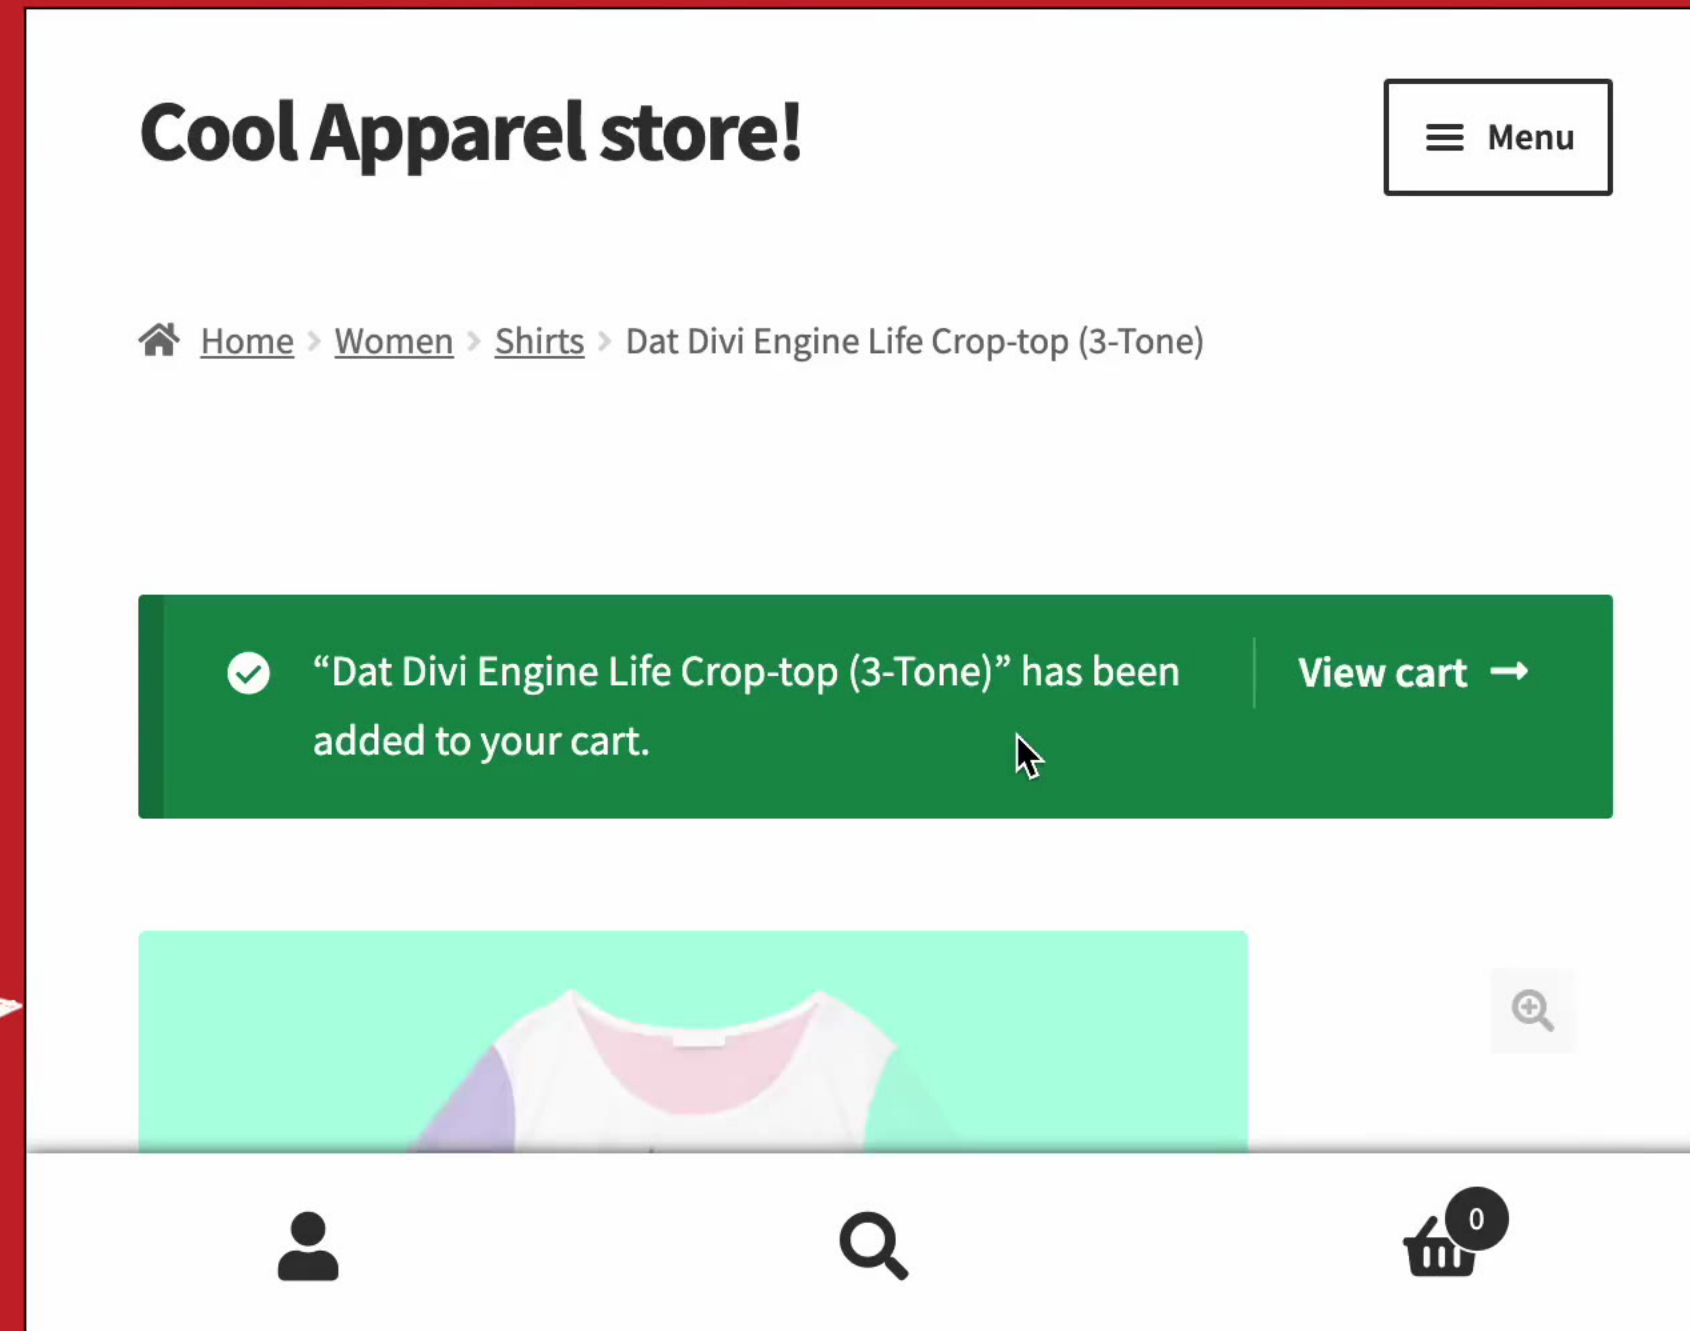 Cool Apparel store!
Menu
Home Women Shirts Dat Divi Engine Life Crop-top (3-Tone)
“Dat Divi Engine Life Crop-top (3-Tone)” has been
added to your cart.
View cart
0